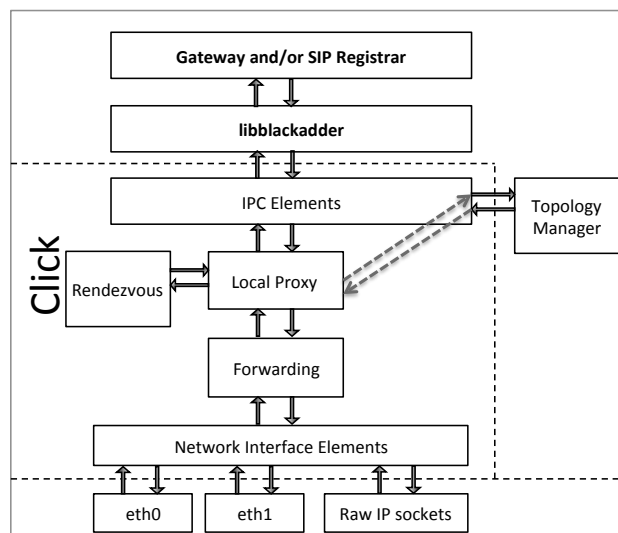 Gateway and/or SIP Registrar
libblackadder
IPC Elements
Topology
Manager
Click
Rendezvous
Local Proxy
Forwarding
Network Interface Elements
eth0
eth1
Raw IP sockets